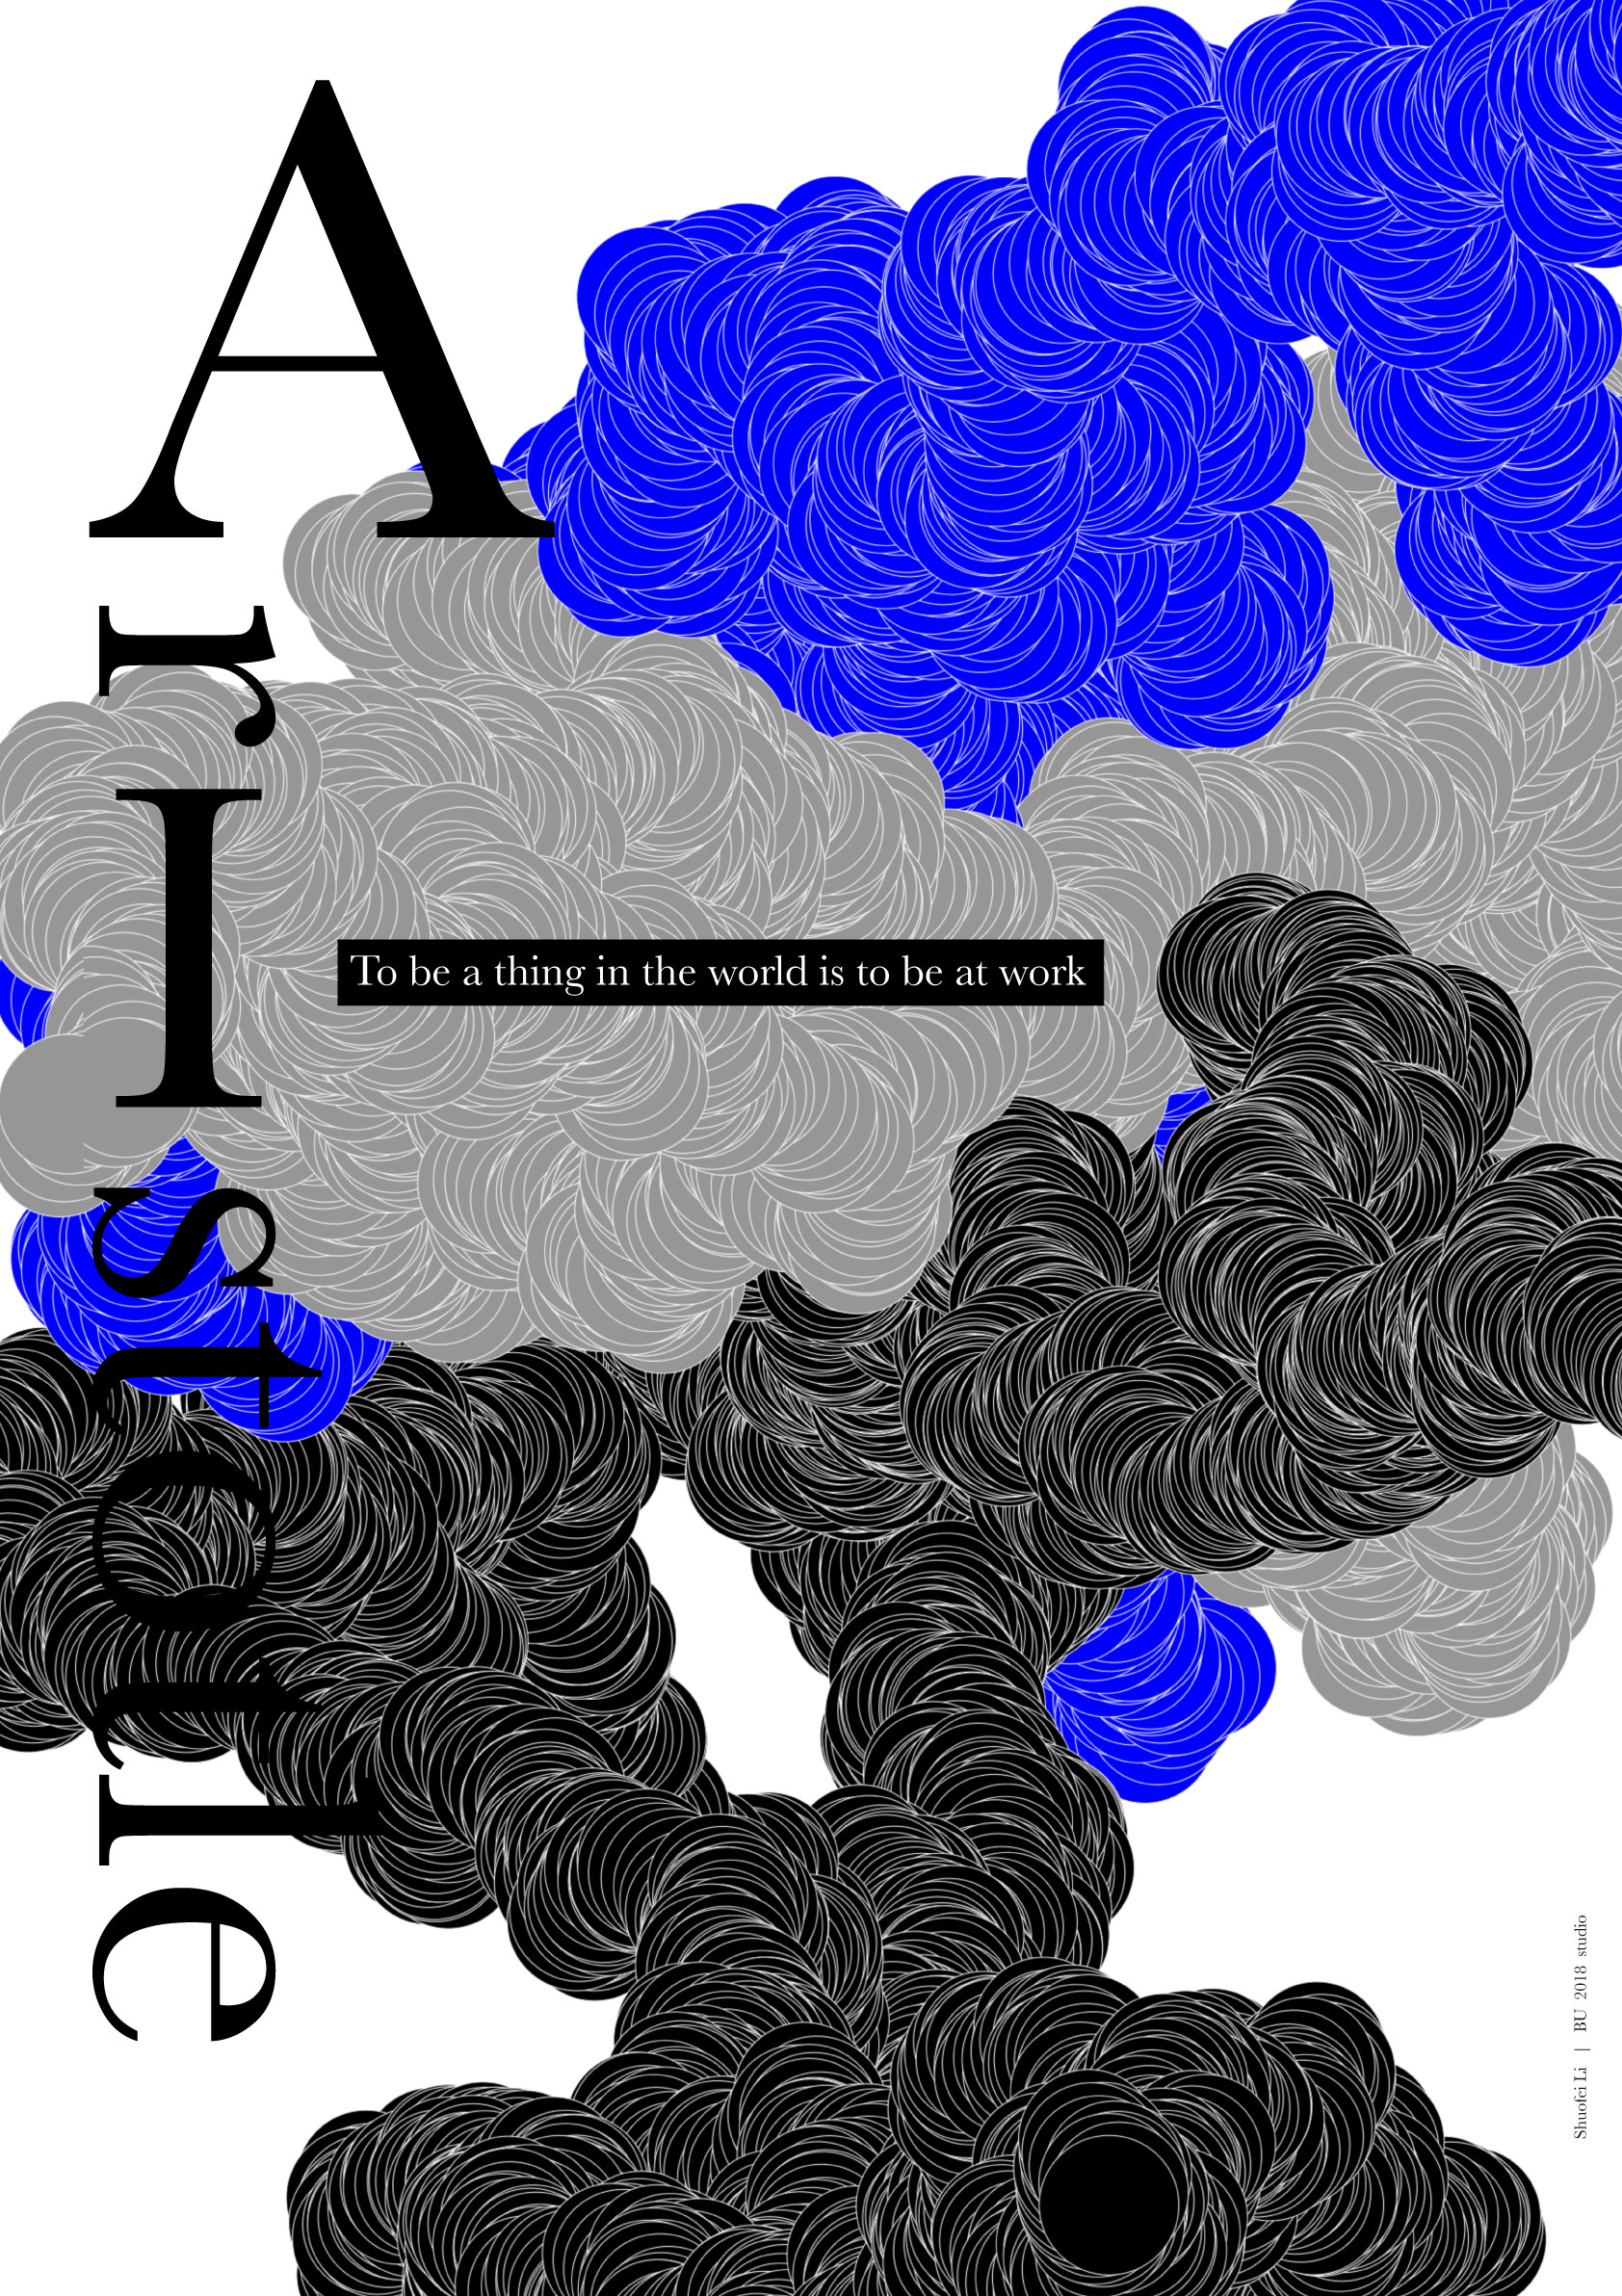 ArIstotle
To be a thing in the world is to be at work
Shuofei Li | BU 2018 studio